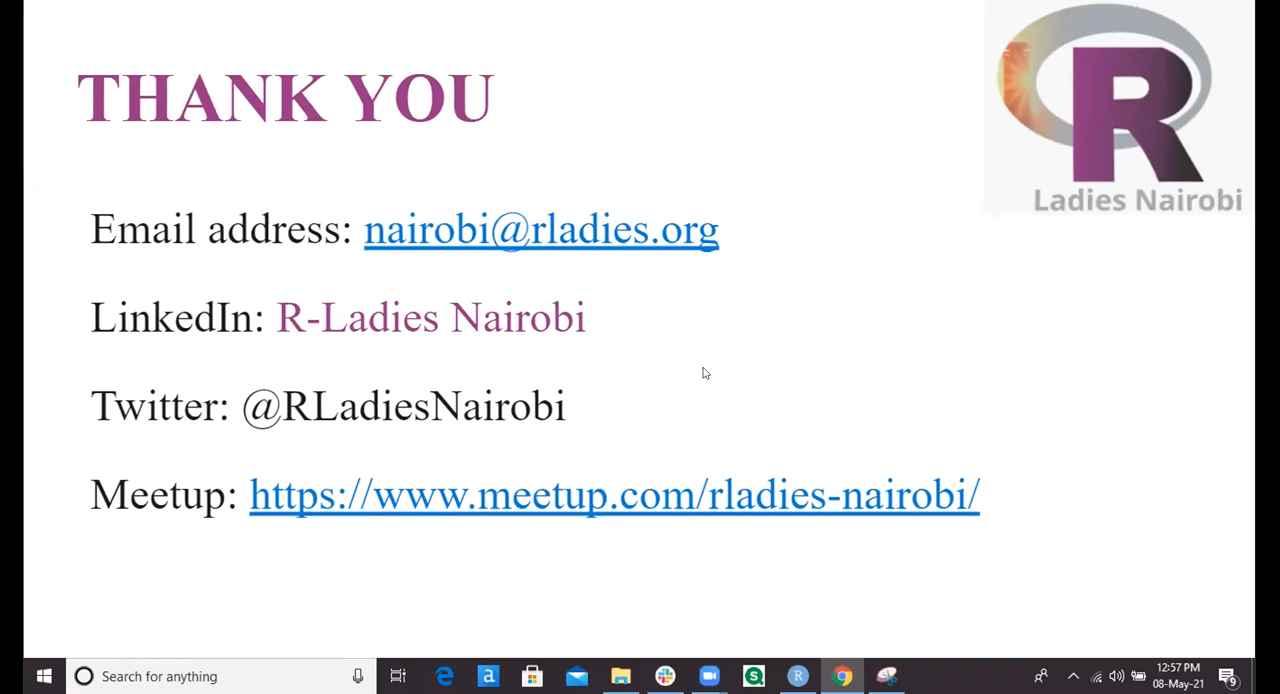 THANK YOU
R
Ladies Nairobi
Email address: nairobi@rladies.org
LinkedIn: R-Ladies Nairobi
Twitter: @RLadiesNairobi
Meetup: https://www.meetup.com/rladies-nairobi/
Search for anything
12:57 PM
08-May-21
9